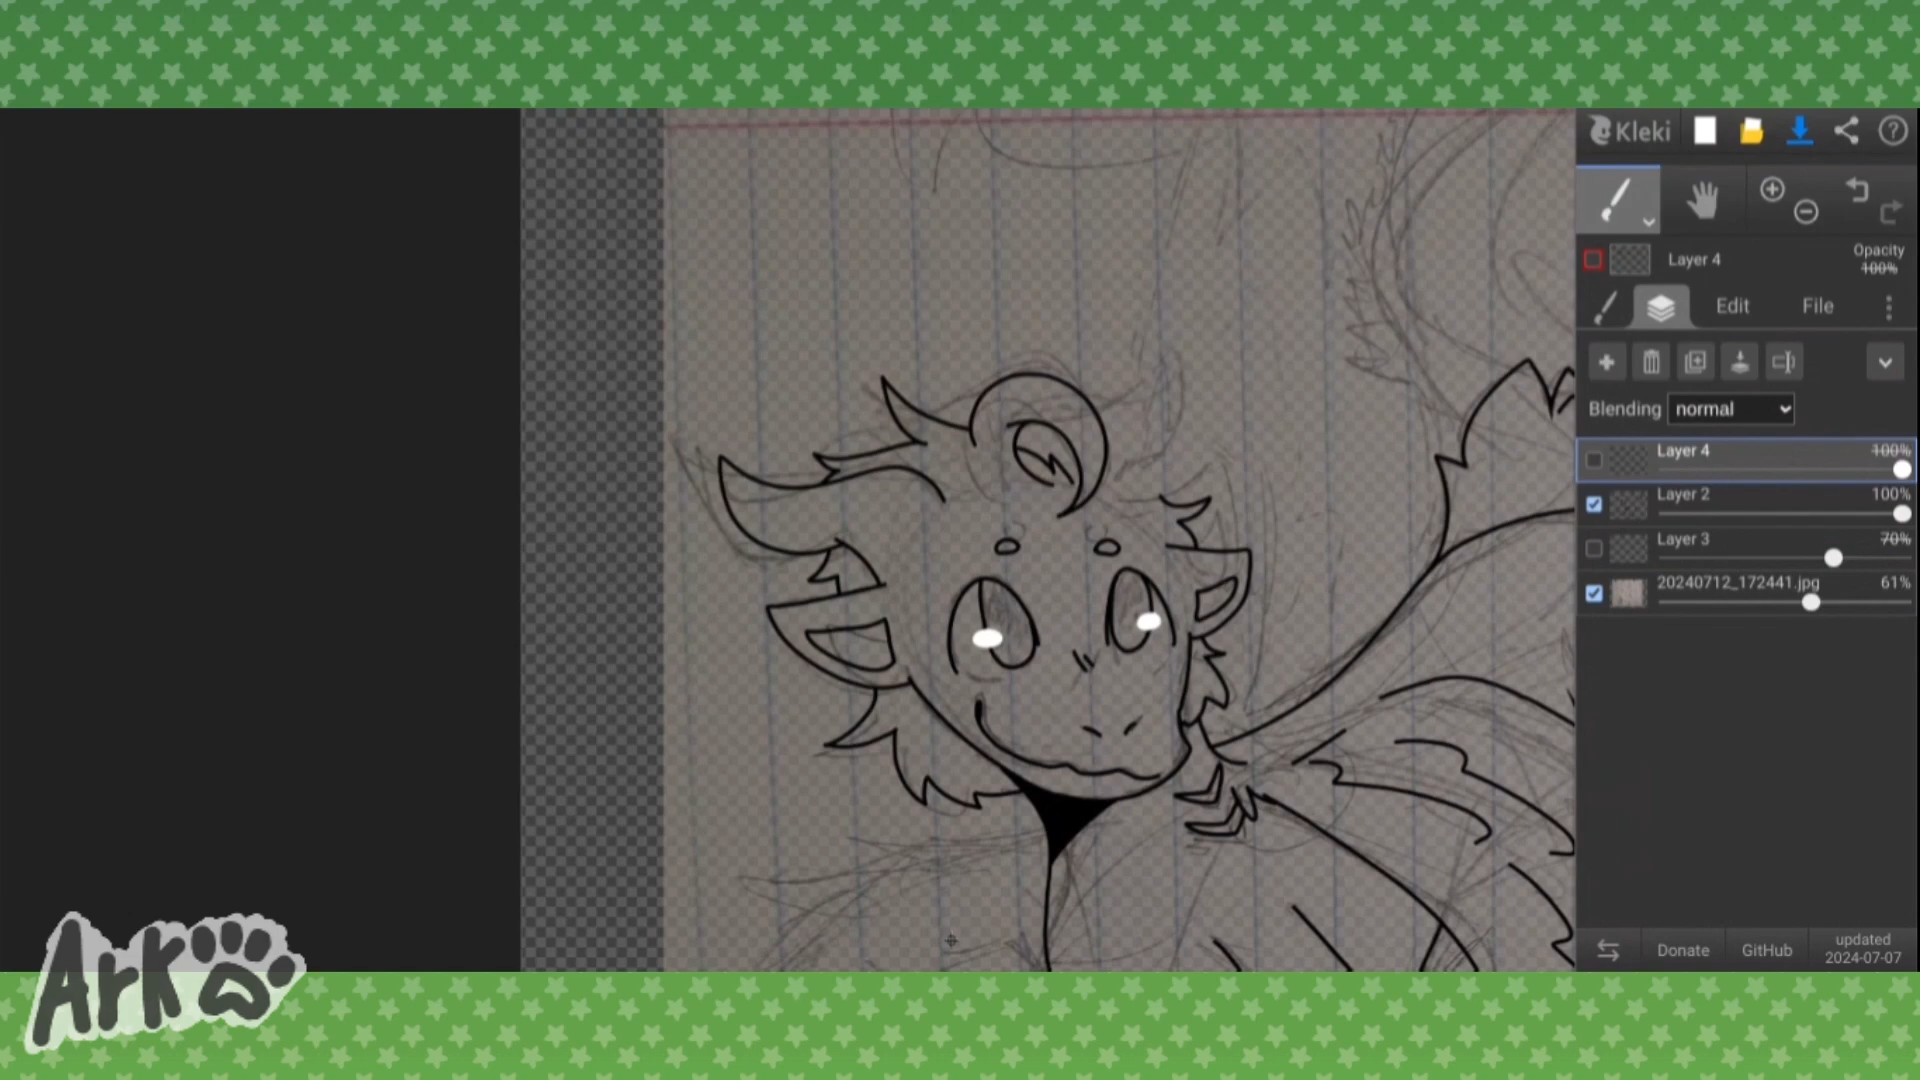 Kleki
Layer 4
Opacity
100%
Edit
File
Blending
normal
Layer 4
100%
Layer 2
100%
Layer 3
70%
20240712_172441.jpg
61%
Donate
GitHub
updated
2024-07-07
Ark